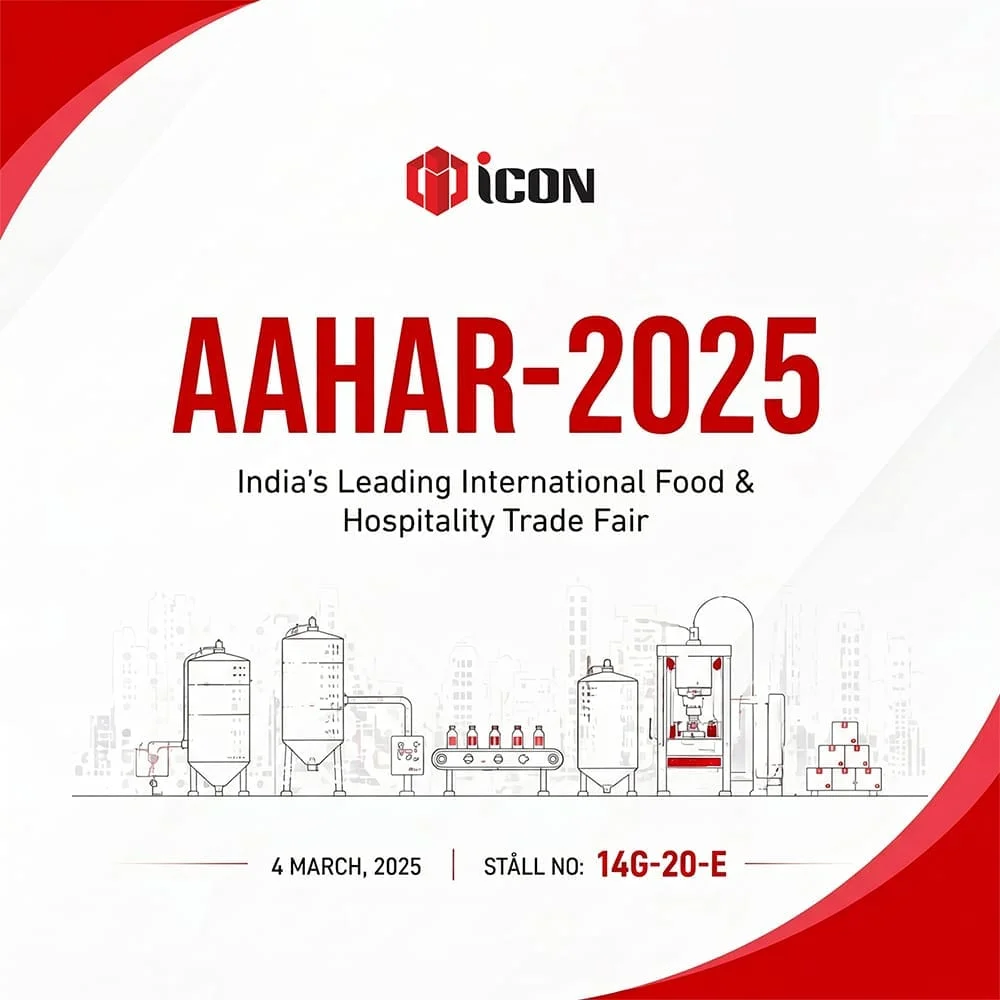 iCON
AAHAR-2025
India's Leading International Food &
Hospitality Trade Fair
4 MARCH, 2025 | STÅLL NO: 14G-20-E